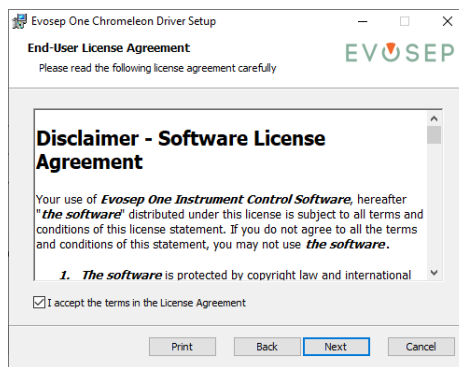 Evosep One Chromeleon Driver Setup
End-User License Agreement
EVOSEP
Please read the following license agreement carefully
Disclaimer - Software License
Agreement
Your use of Evosep One Instrument Control Software, hereafter
"the software" distributed under this license is subject to all terms and
conditions of this license statement. If you do not agree to all the terms
and conditions of this statement, you may not use the software.
1. The software is protected by copyright law and international
I accept the terms in the License Agreement
Print Back Next Cancel